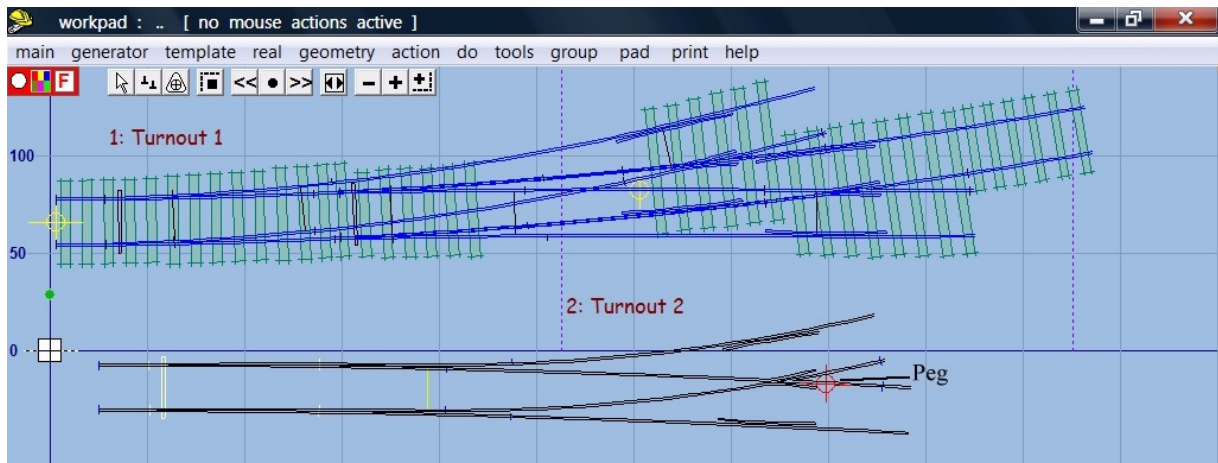 workpad : .. [ no mouse actions active ]
main generator template real geometry action do tools group pad print help
F << >> - +
1: Turnout 1
100
50
2: Turnout 2
0
Peg